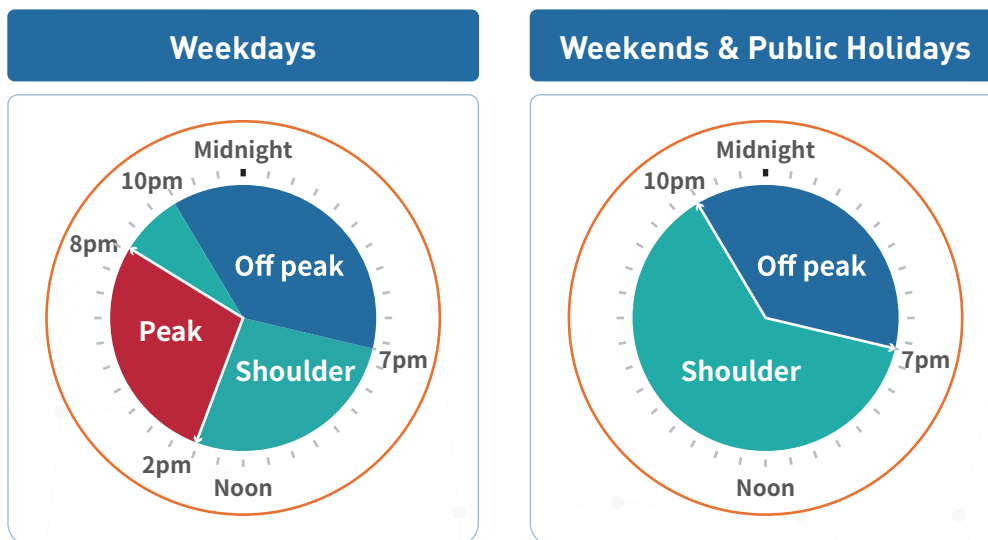 Weekdays
Midnight
10pm
8pm
Off peak
Peak
Shoulder
7pm
2pm
Noon
Weekends & Public Holidays
Midnight
10pm
Off peak
7pm
Shoulder
Noon